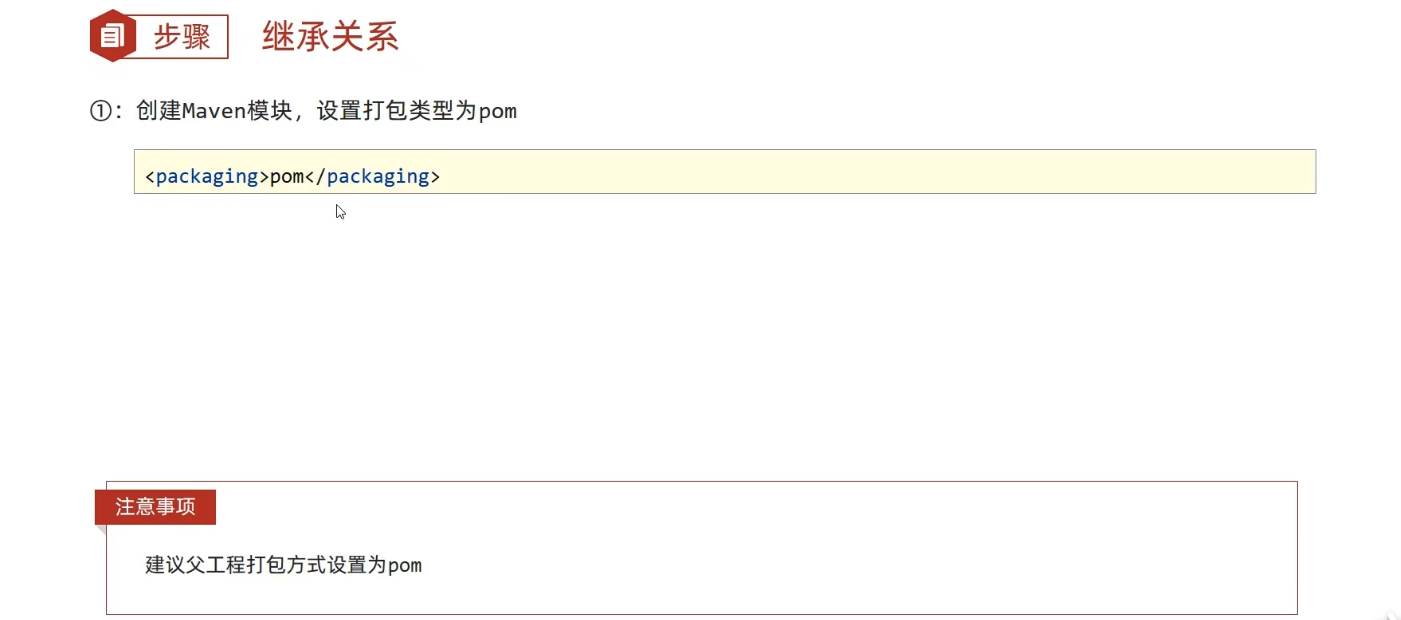 步骤 继承关系
①：创建Maven模块，设置打包类型为pom
<packaging>pom</packaging>
注意事项
建议父工程打包方式设置为pom